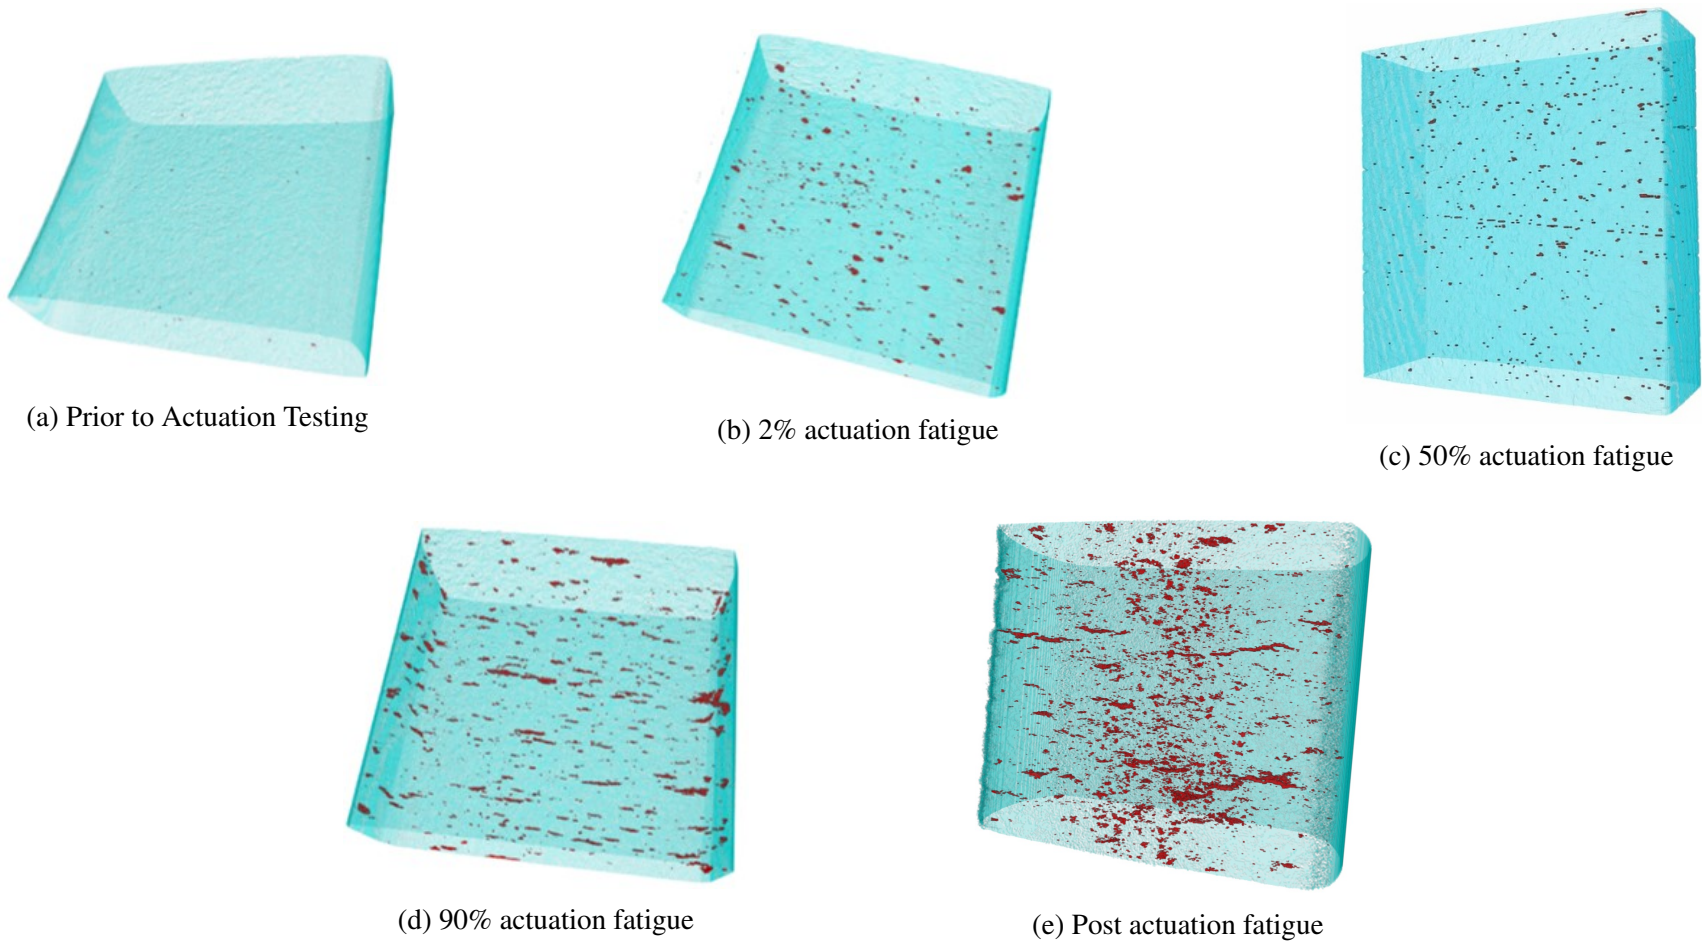 (a) Prior to Actuation Testing
(b) 2% actuation fatigue
(c) 50% actuation fatigue
(d) 90% actuation fatigue
(e) Post actuation fatigue